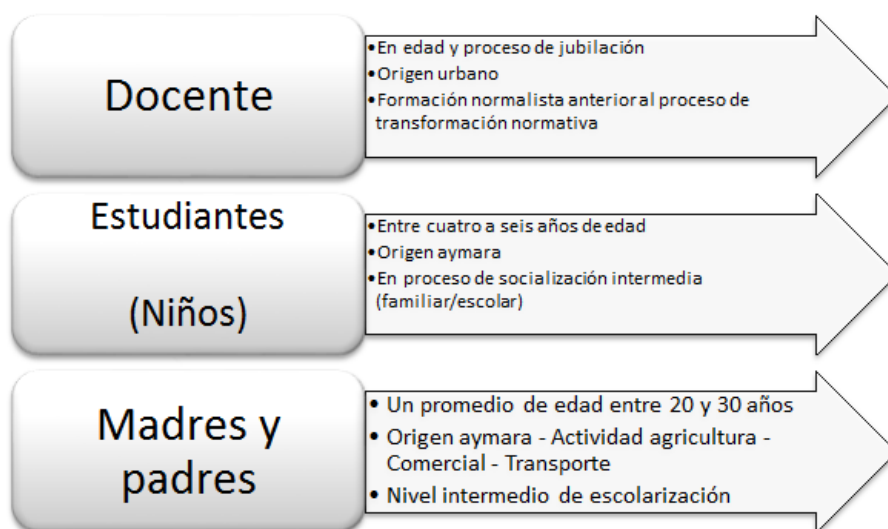 Docente
•En edad y proceso de jubilación
•Origen urbano
•Formación normalista anterior al proceso de
transformación normativa
Estudiantes
(Niños)
•Entre cuatro a seis años de edad
•Origen aymara
•En proceso de socialización intermedia
(familiar/escolar)
Madres y
padres
• Un promedio de edad entre 20 y 30 años
• Origen aymara - Actividad agricultura -
Comercial - Transporte
• Nivel intermedio de escolarización